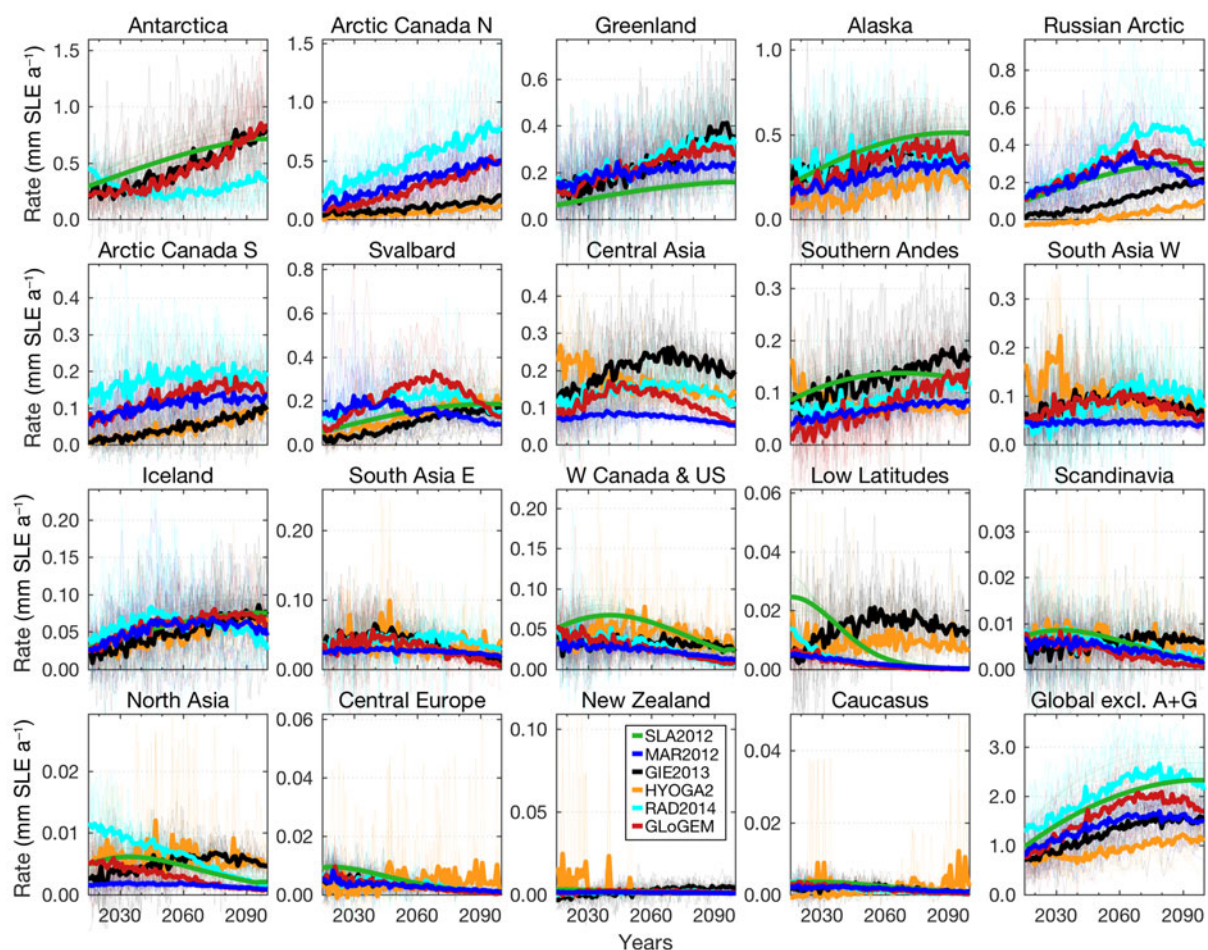 Antarctica
Arctic Canada N
Greenland
Alaska
Russian Arctic
Rate (mm SLE a⁻¹)
1.5
1.0
0.5
0.0
1.5
1.0
0.5
0.0
0.6
0.4
0.2
0.0
1.0
0.5
0.0
0.8
0.6
0.4
0.2
0.0
Arctic Canada S
Svalbard
Central Asia
Southern Andes
South Asia W
Rate (mm SLE a⁻¹)
0.4
0.3
0.2
0.1
0.0
0.8
0.6
0.4
0.2
0.0
0.4
0.3
0.2
0.1
0.0
0.3
0.2
0.1
0.0
0.4
0.3
0.2
0.1
0.0
Iceland
South Asia E
W Canada & US
Low Latitudes
Scandinavia
Rate (mm SLE a⁻¹)
0.20
0.15
0.10
0.05
0.00
0.20
0.10
0.00
0.20
0.15
0.10
0.05
0.00
0.06
0.04
0.02
0.00
0.03
0.02
0.01
0.00
North Asia
Central Europe
New Zealand
Caucasus
Global excl. A+G
Rate (mm SLE a⁻¹)
0.02
0.01
0.00
0.06
0.04
0.02
0.00
0.10
0.05
0.00
SLA2012
MAR2012
GIE2013
HYOGA2
RAD2014
GLoGEM
0.04
0.02
0.00
3.0
2.0
1.0
0.0
2030 2060 2090
2030 2060 2090
2030 2060 2090
2030 2060 2090
2030 2060 2090
Years